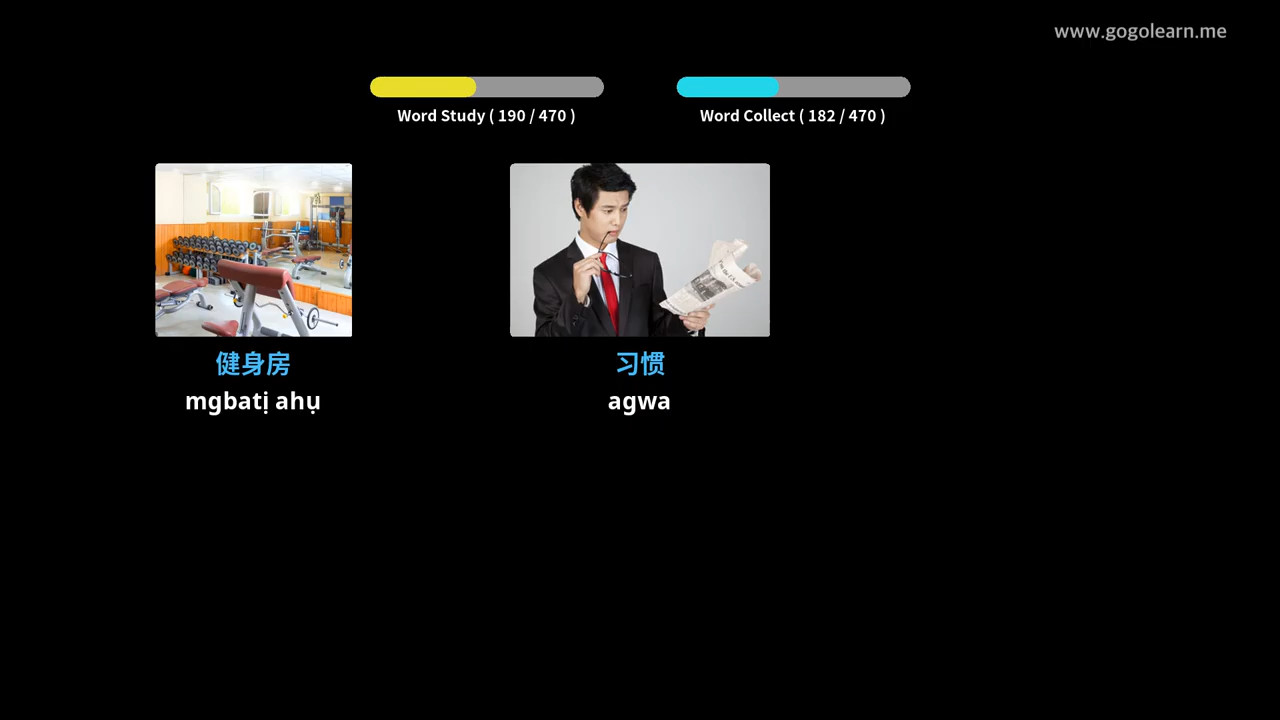 www.gogolearn.me
Word Study ( 190 / 470 )
Word Collect ( 182 / 470 )
健身房
习惯
mgbatị ahụ
agwa